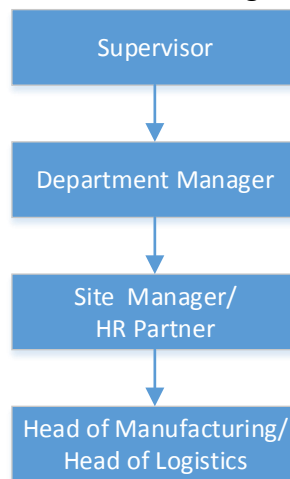 Supervisor
Department Manager
Site Manager/
HR Partner
Head of Manufacturing/
Head of Logistics